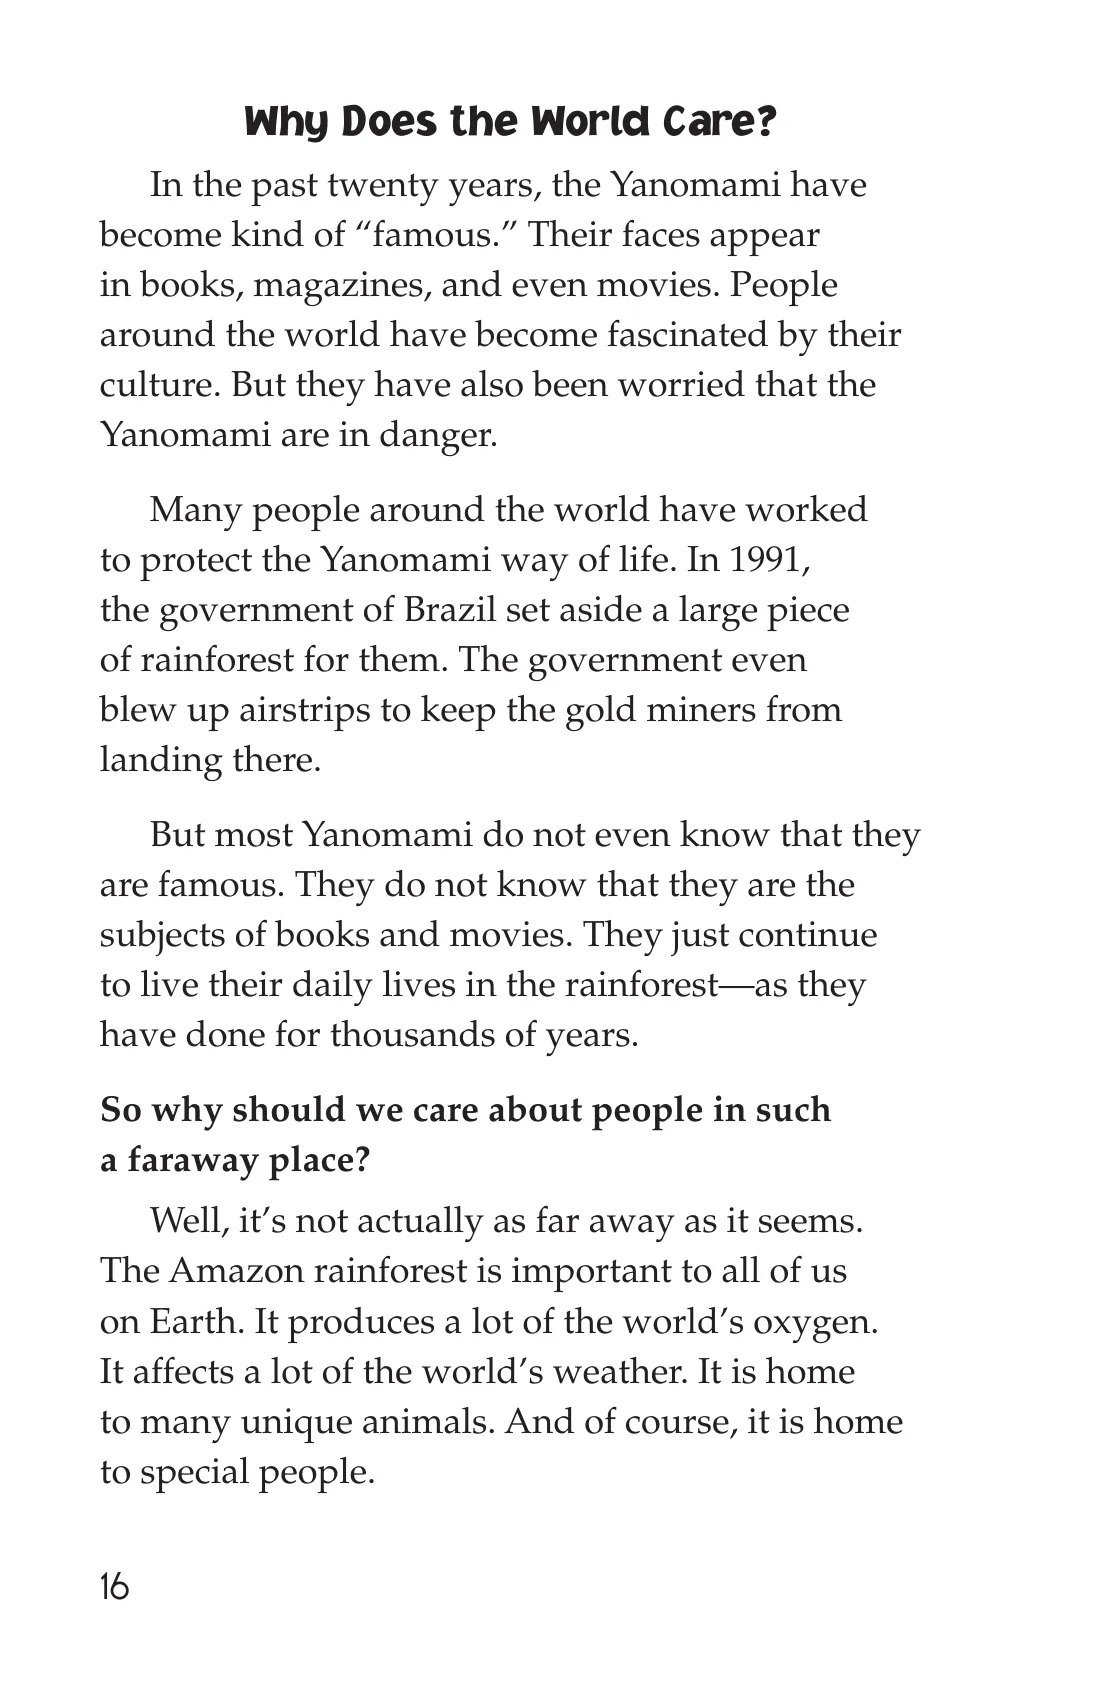 Why Does the World Care?
In the past twenty years, the Yanomami have
become kind of “famous.” Their faces appear
in books, magazines, and even movies. People
around the world have become fascinated by their
culture. But they have also been worried that the
Yanomami are in danger.
Many people around the world have worked
to protect the Yanomami way of life. In 1991,
the government of Brazil set aside a large piece
of rainforest for them. The government even
blew up airstrips to keep the gold miners from
landing there.
But most Yanomami do not even know that they
are famous. They do not know that they are the
subjects of books and movies. They just continue
to live their daily lives in the rainforest—as they
have done for thousands of years.
So why should we care about people in such
a faraway place?
Well, it’s not actually as far away as it seems.
The Amazon rainforest is important to all of us
on Earth. It produces a lot of the world’s oxygen.
It affects a lot of the world’s weather. It is home
to many unique animals. And of course, it is home
to special people.
16